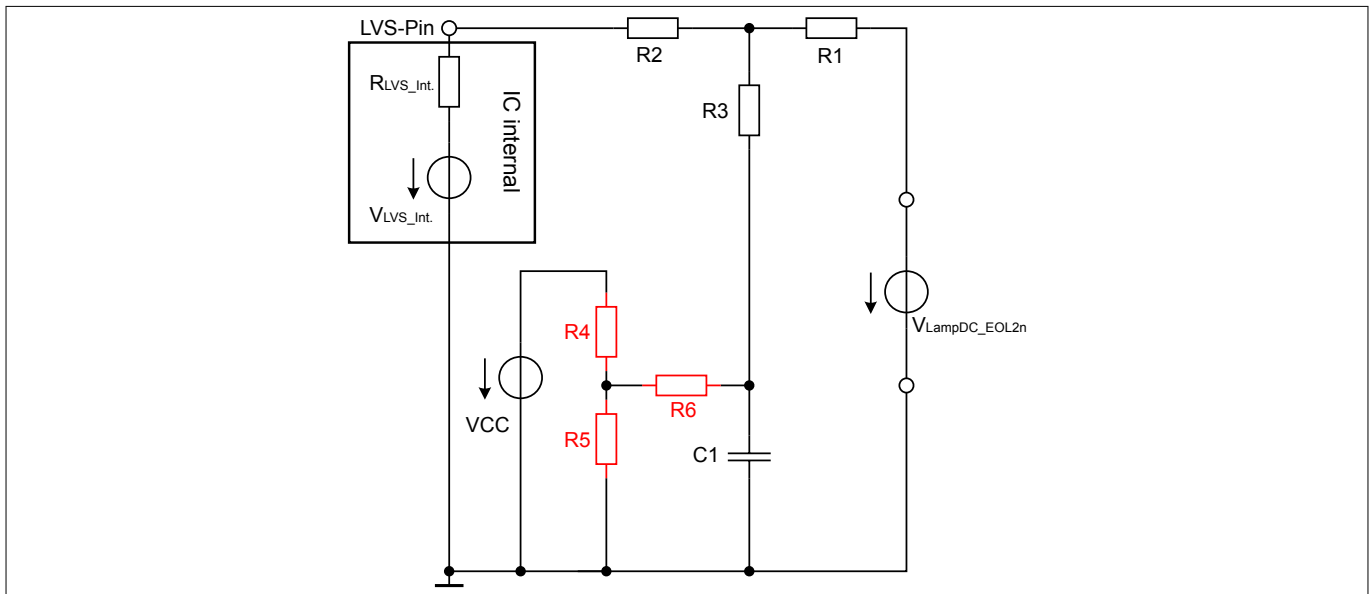 LVS-Pin
R2
R1
RLVS_Int.
IC internal
R3
VLVS_Int.
VLampDC_EOL2n
R4
R6
VCC
R5
C1